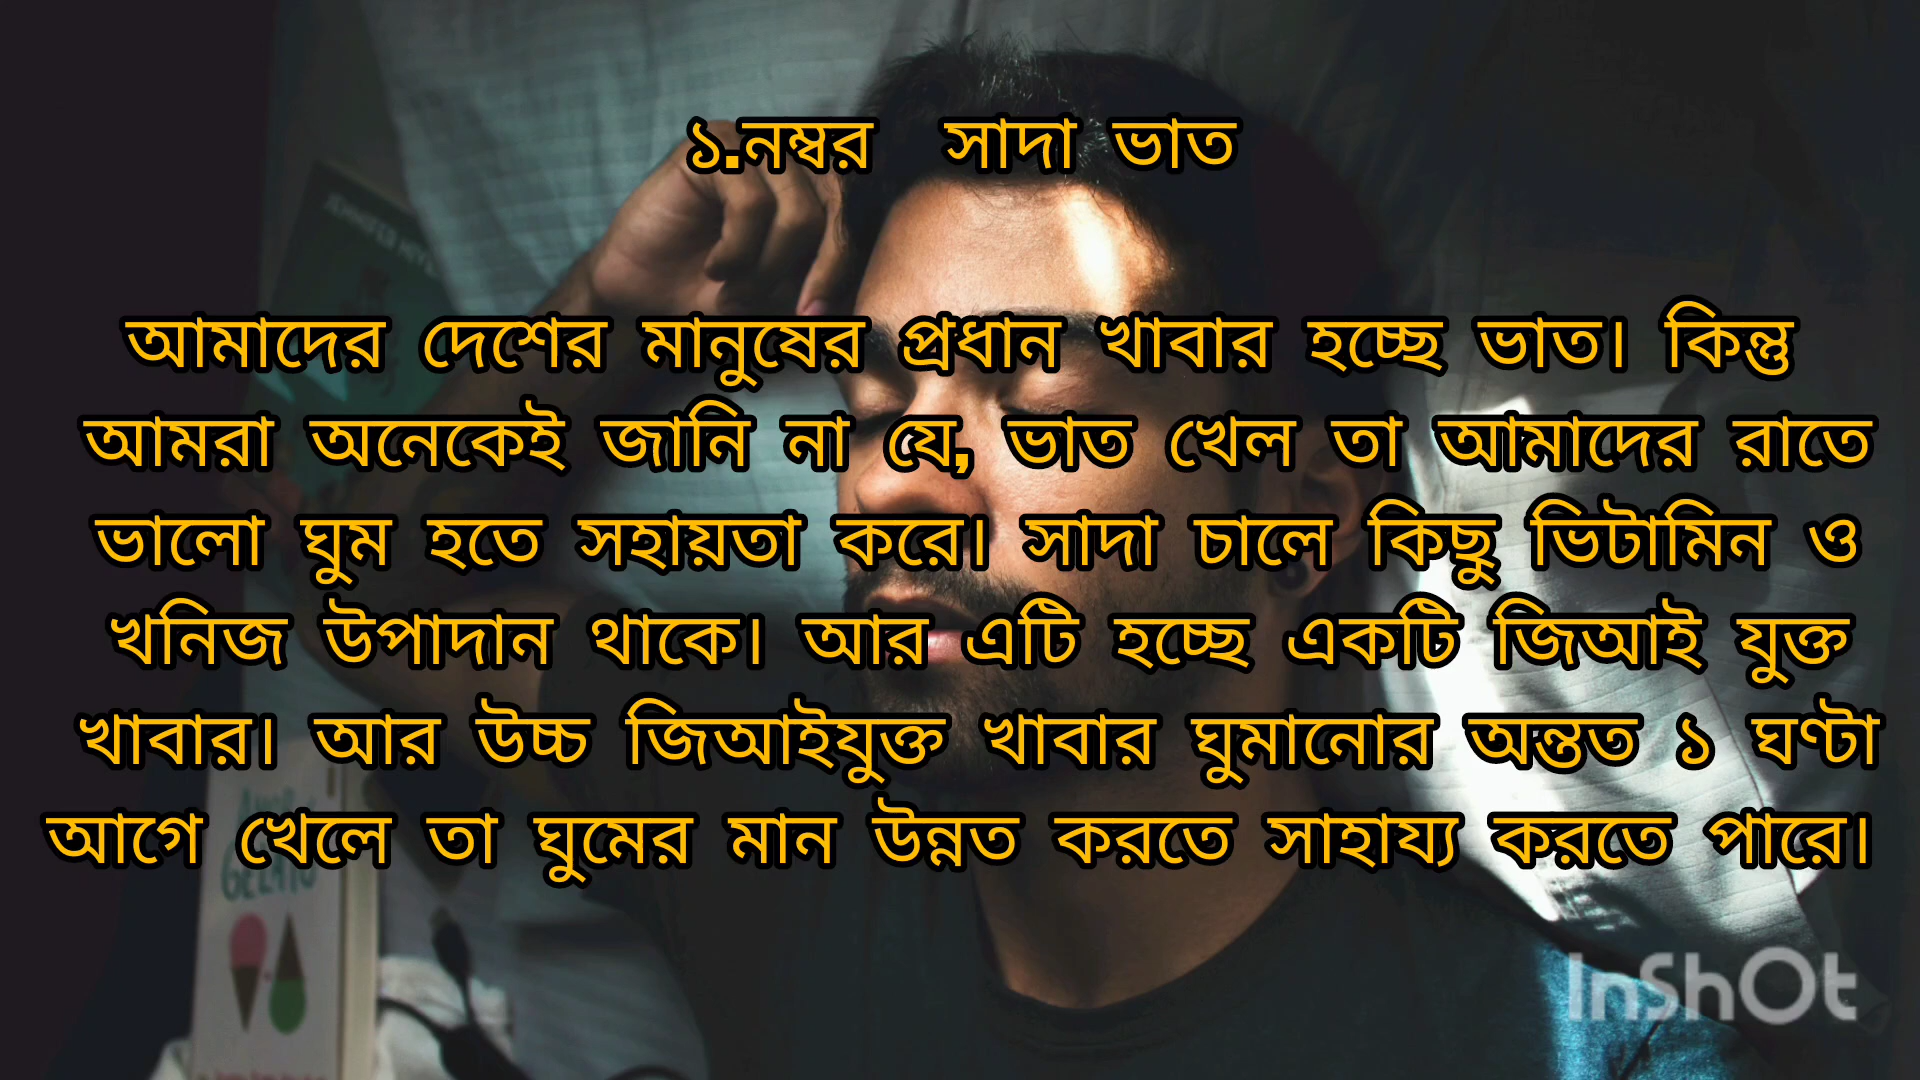 ১.নম্বর সাদা ভাত
আমাদের দেশের মানুষের প্রধান খাবার হচ্ছে ভাত। কিন্তু
আমরা অনেকেই জানি না যে, ভাত খেল তা আমাদের রাতে
ভালো ঘুম হতে সহায়তা করে। সাদা চালে কিছু ভিটামিন ও
খনিজ উপাদান থাকে। আর এটি হচ্ছে একটি জিআই যুক্ত
খাবার। আর উচ্চ জিআইযুক্ত খাবার ঘুমানোর অন্তত ১ ঘণ্টা
আগে খেলে তা ঘুমের মান উন্নত করতে সাহায্য করতে পারে।
GELATO
InShOt